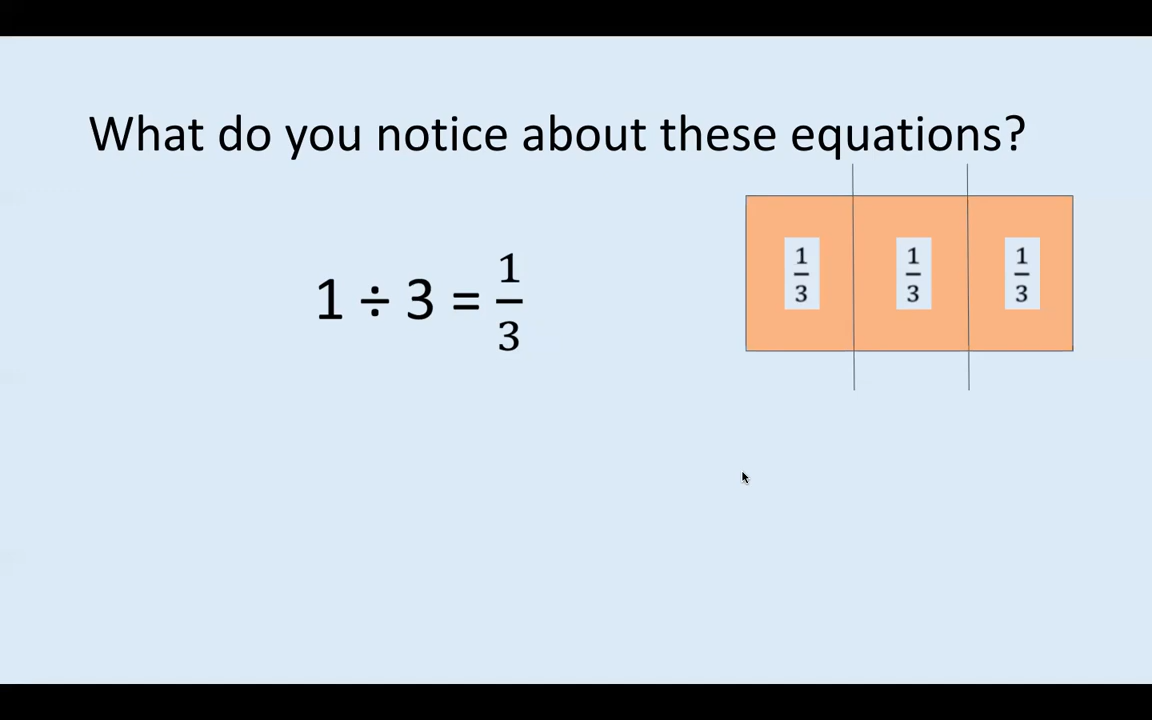 What do you notice about these equations?
1 ÷ 3 = 1/3
1/3 1/3 1/3